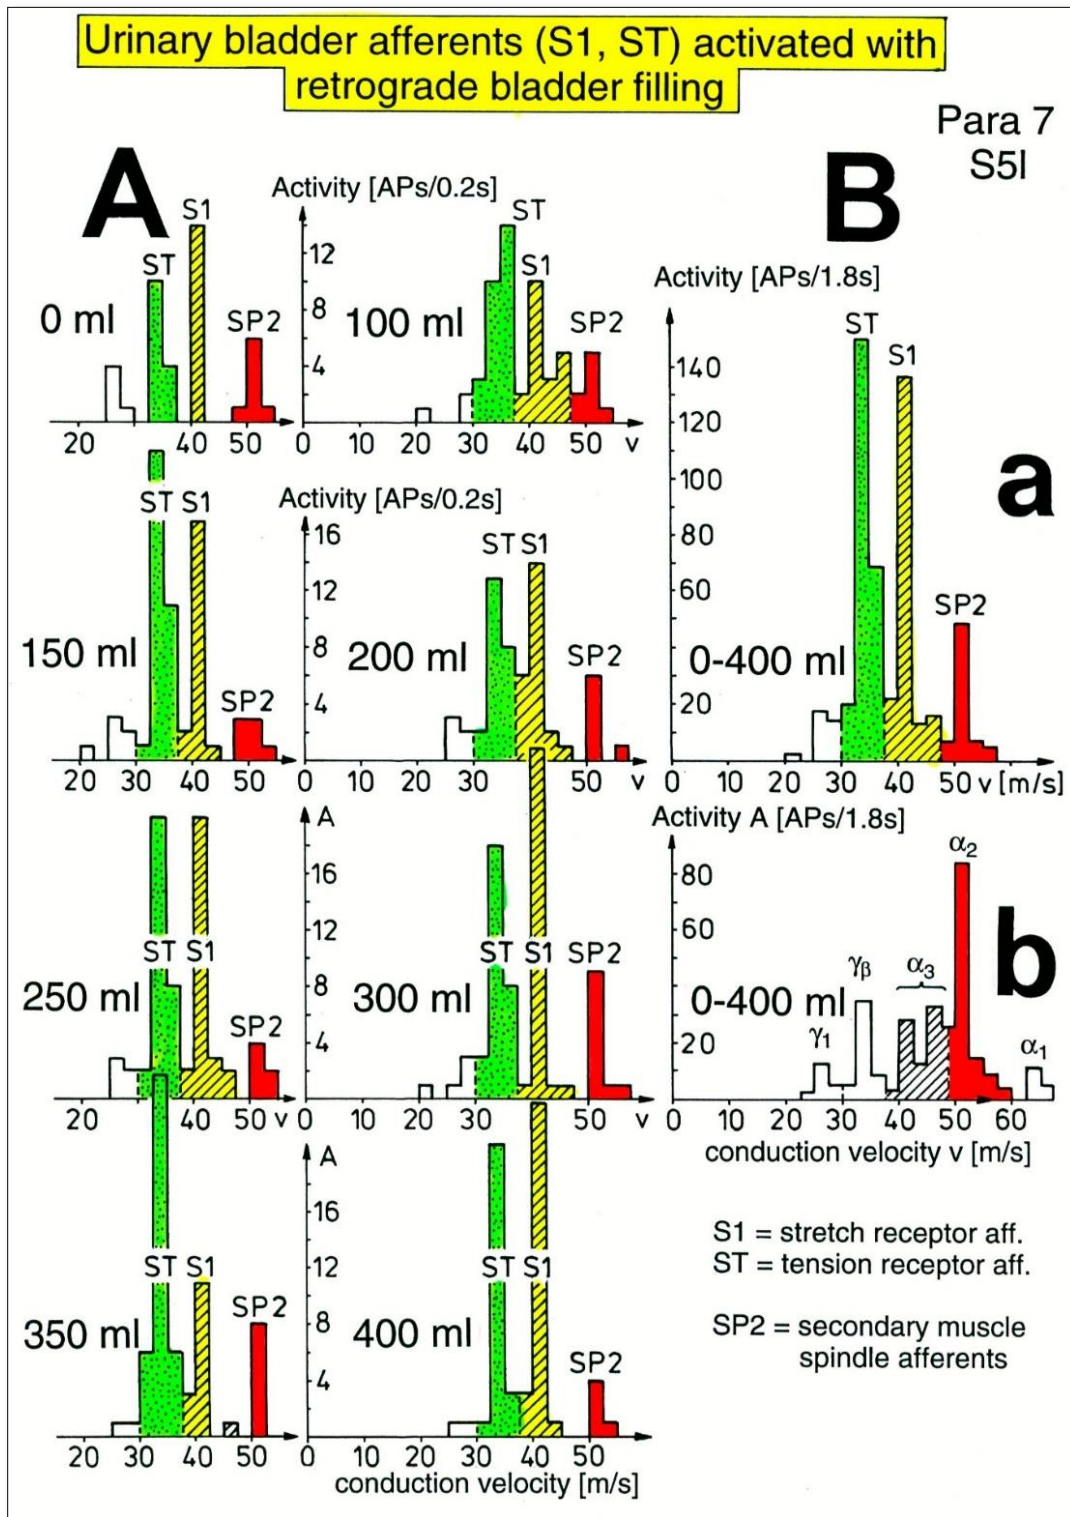 Urinary bladder afferents (S1, ST) activated with
retrograde bladder filling
Para 7
S5l
A
B
Activity [APs/0.2s]
ST S1 SP2
0 ml
20 40 50
Activity [APs/0.2s]
12
8
4
ST
S1
SP2
100 ml
0 10 20 30 40 50 v
ST S1
SP2
150 ml
20 40 50
Activity [APs/0.2s]
16
12
8
4
ST S1
SP2
200 ml
0 10 20 30 40 50 v
ST S1
SP2
250 ml
20 40 50 v
A
16
12
8
4
ST S1 SP2
300 ml
0 10 20 30 40 50 v
ST S1
SP2
350 ml
20 30 40 50
A
16
12
8
4
ST S1
SP2
400 ml
0 10 20 30 40 50
conduction velocity [m/s]
Activity [APs/1.8s]
a
140
120
100
80
60
20
ST
S1
SP2
0-400 ml
0 10 20 30 40 50 v [m/s]
Activity A [APs/1.8s]
b
80
60
20
γ1 γβ α3 α2 α1
0-400 ml
0 10 20 30 40 50 60
conduction velocity v [m/s]
S1 = stretch receptor aff.
ST = tension receptor aff.
SP2 = secondary muscle
spindle afferents